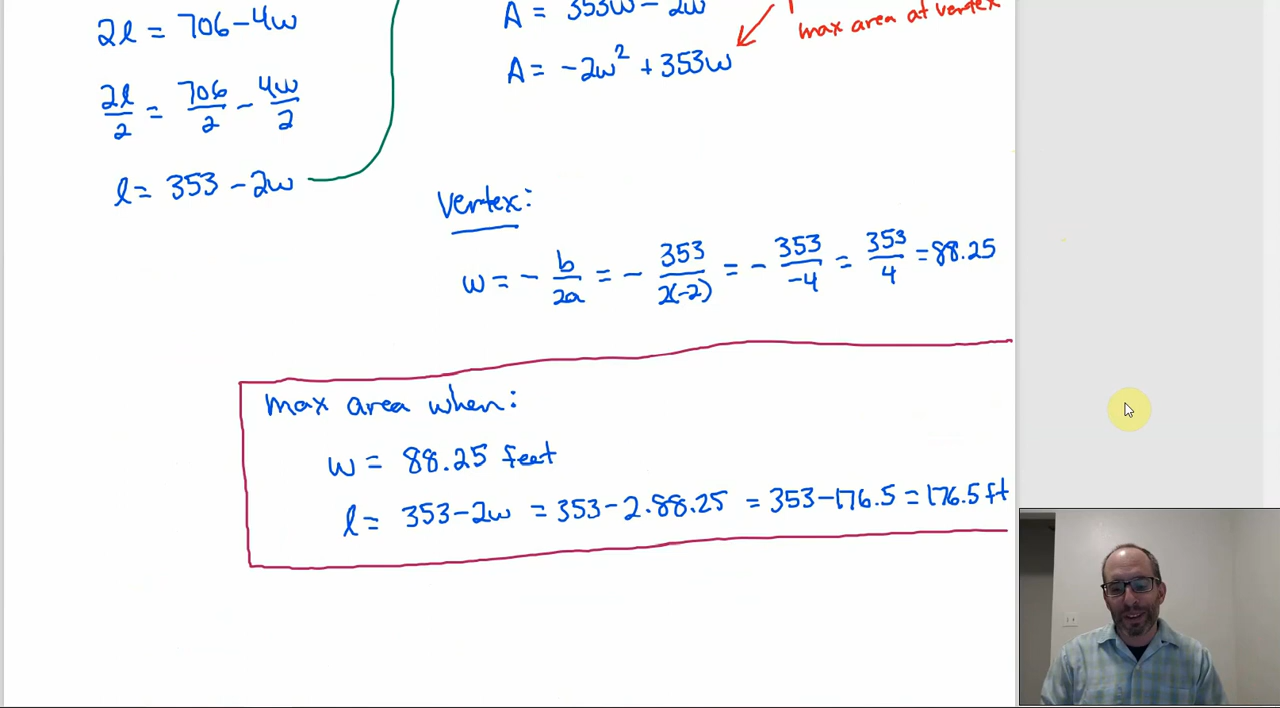 2l = 706 - 4w
A = 353w - 2w
max area at vertex
A = -2w² + 353w
2l/2 = 706/2 - 4w/2
l = 353 - 2w
Vertex:
w = - b/2a = - 353/2(-2) = - 353/-4 = 353/4 = 88.25
max area when:
w = 88.25 feet
l = 353-2w = 353-2·88.25 = 353-176.5 = 176.5 ft